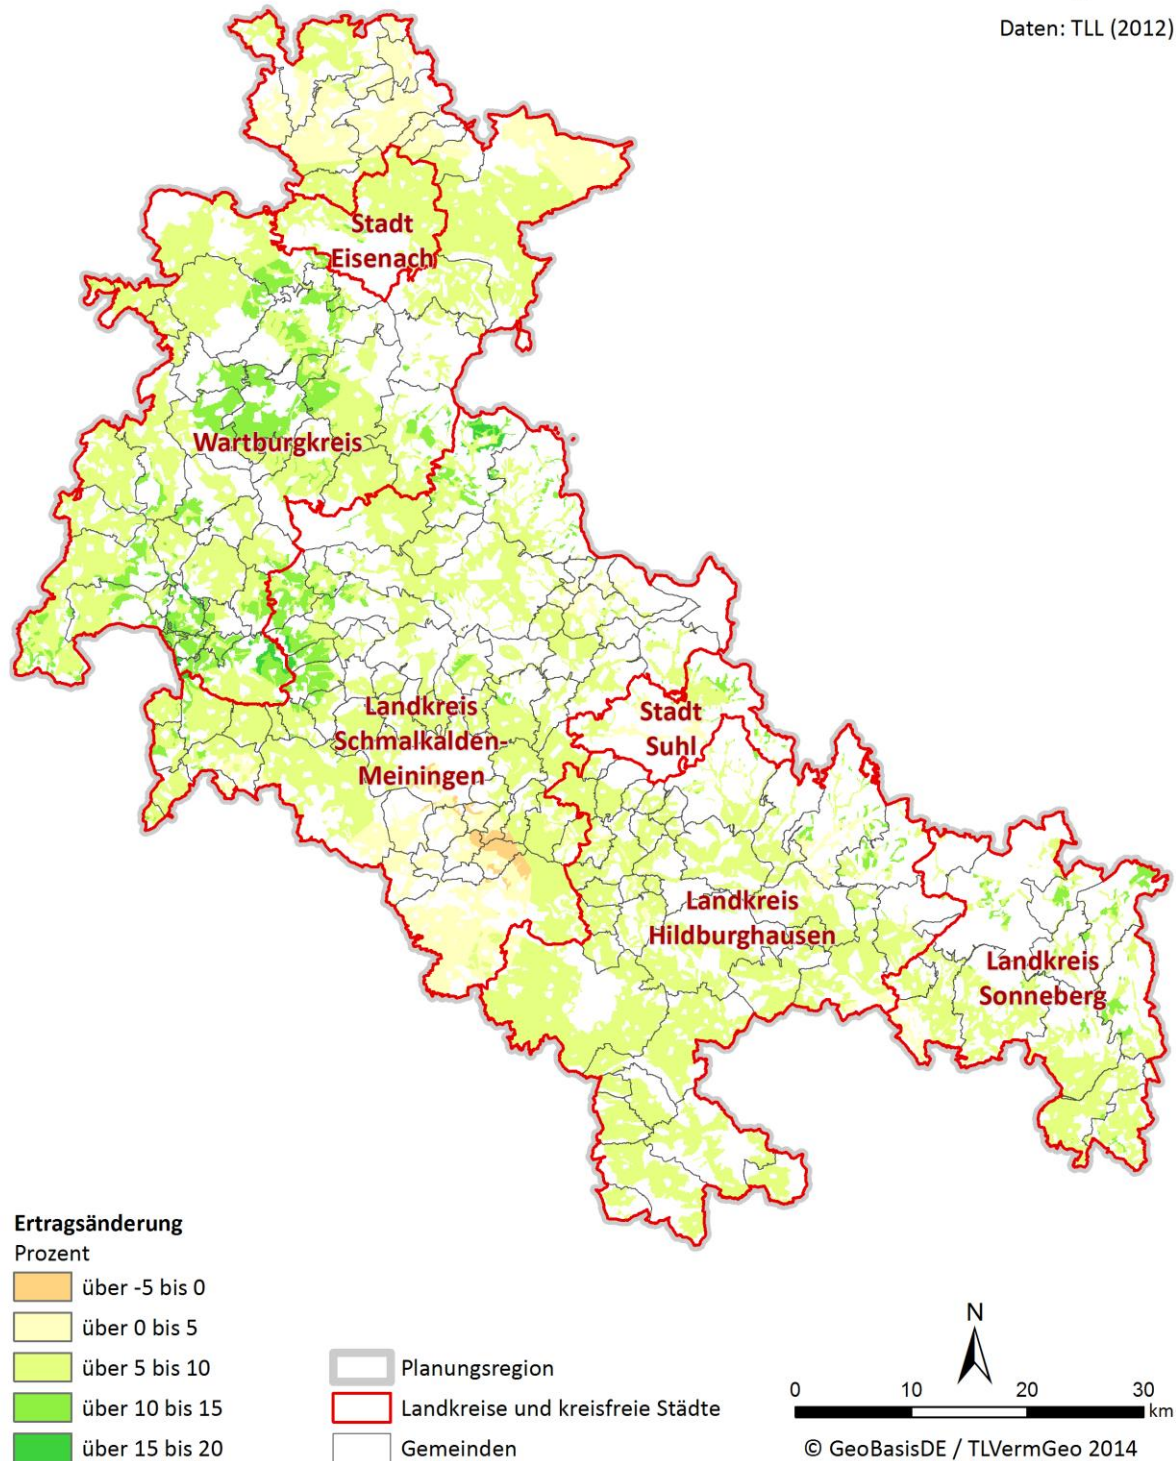 Daten: TLL (2012)
Stadt
Eisenach
Wartburgkreis
Landkreis
Schmalkalden-
Meiningen
Stadt
Suhl
Landkreis
Hildburghausen
Landkreis
Sonneberg
Ertragsänderung
Prozent
über -5 bis 0
über 0 bis 5
über 5 bis 10
über 10 bis 15
über 15 bis 20
Planungsregion
Landkreise und kreisfreie Städte
Gemeinden
N
0 10 20 30
km
© GeoBasisDE / TLVermGeo 2014